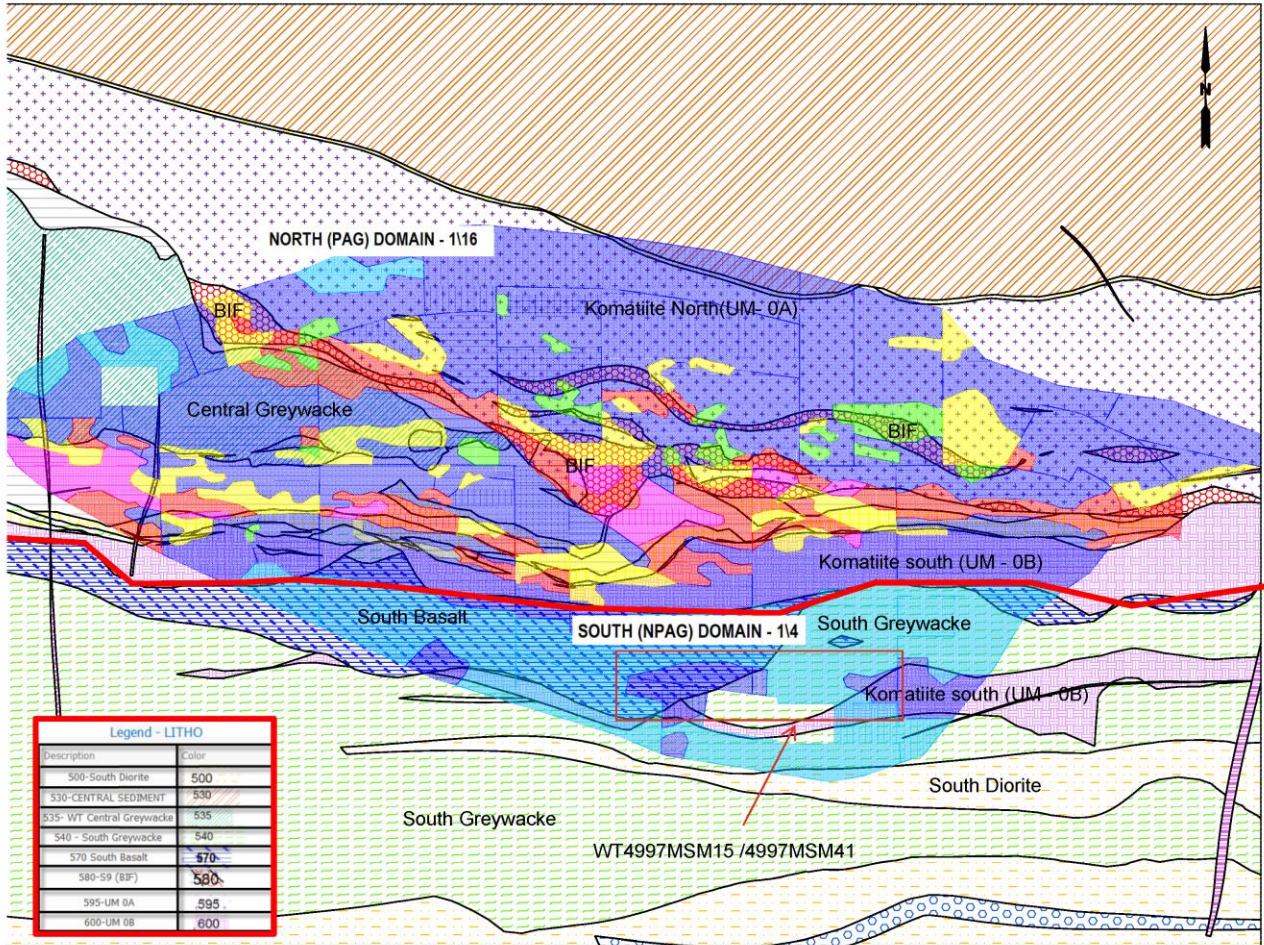 N
NORTH (PAG) DOMAIN - 1\16
BIF
Komatiite North(UM- 0A)
Central Greywacke
BIF
BIF
Komatiite south (UM - 0B)
South Basalt
SOUTH (NPAG) DOMAIN - 1\4
South Greywacke
Komatiite south (UM - 0B)
South Diorite
South Greywacke
WT4997MSM15 /4997MSM41
Legend - LITHO
Description Color
500-South Diorite 500
530-CENTRAL SEDIMENT 530
535- WT Central Greywacke 535
540 - South Greywacke 540
570 South Basalt 570
580-S9 (BIF) 580
595-UM 0A 595
600-UM 0B 600